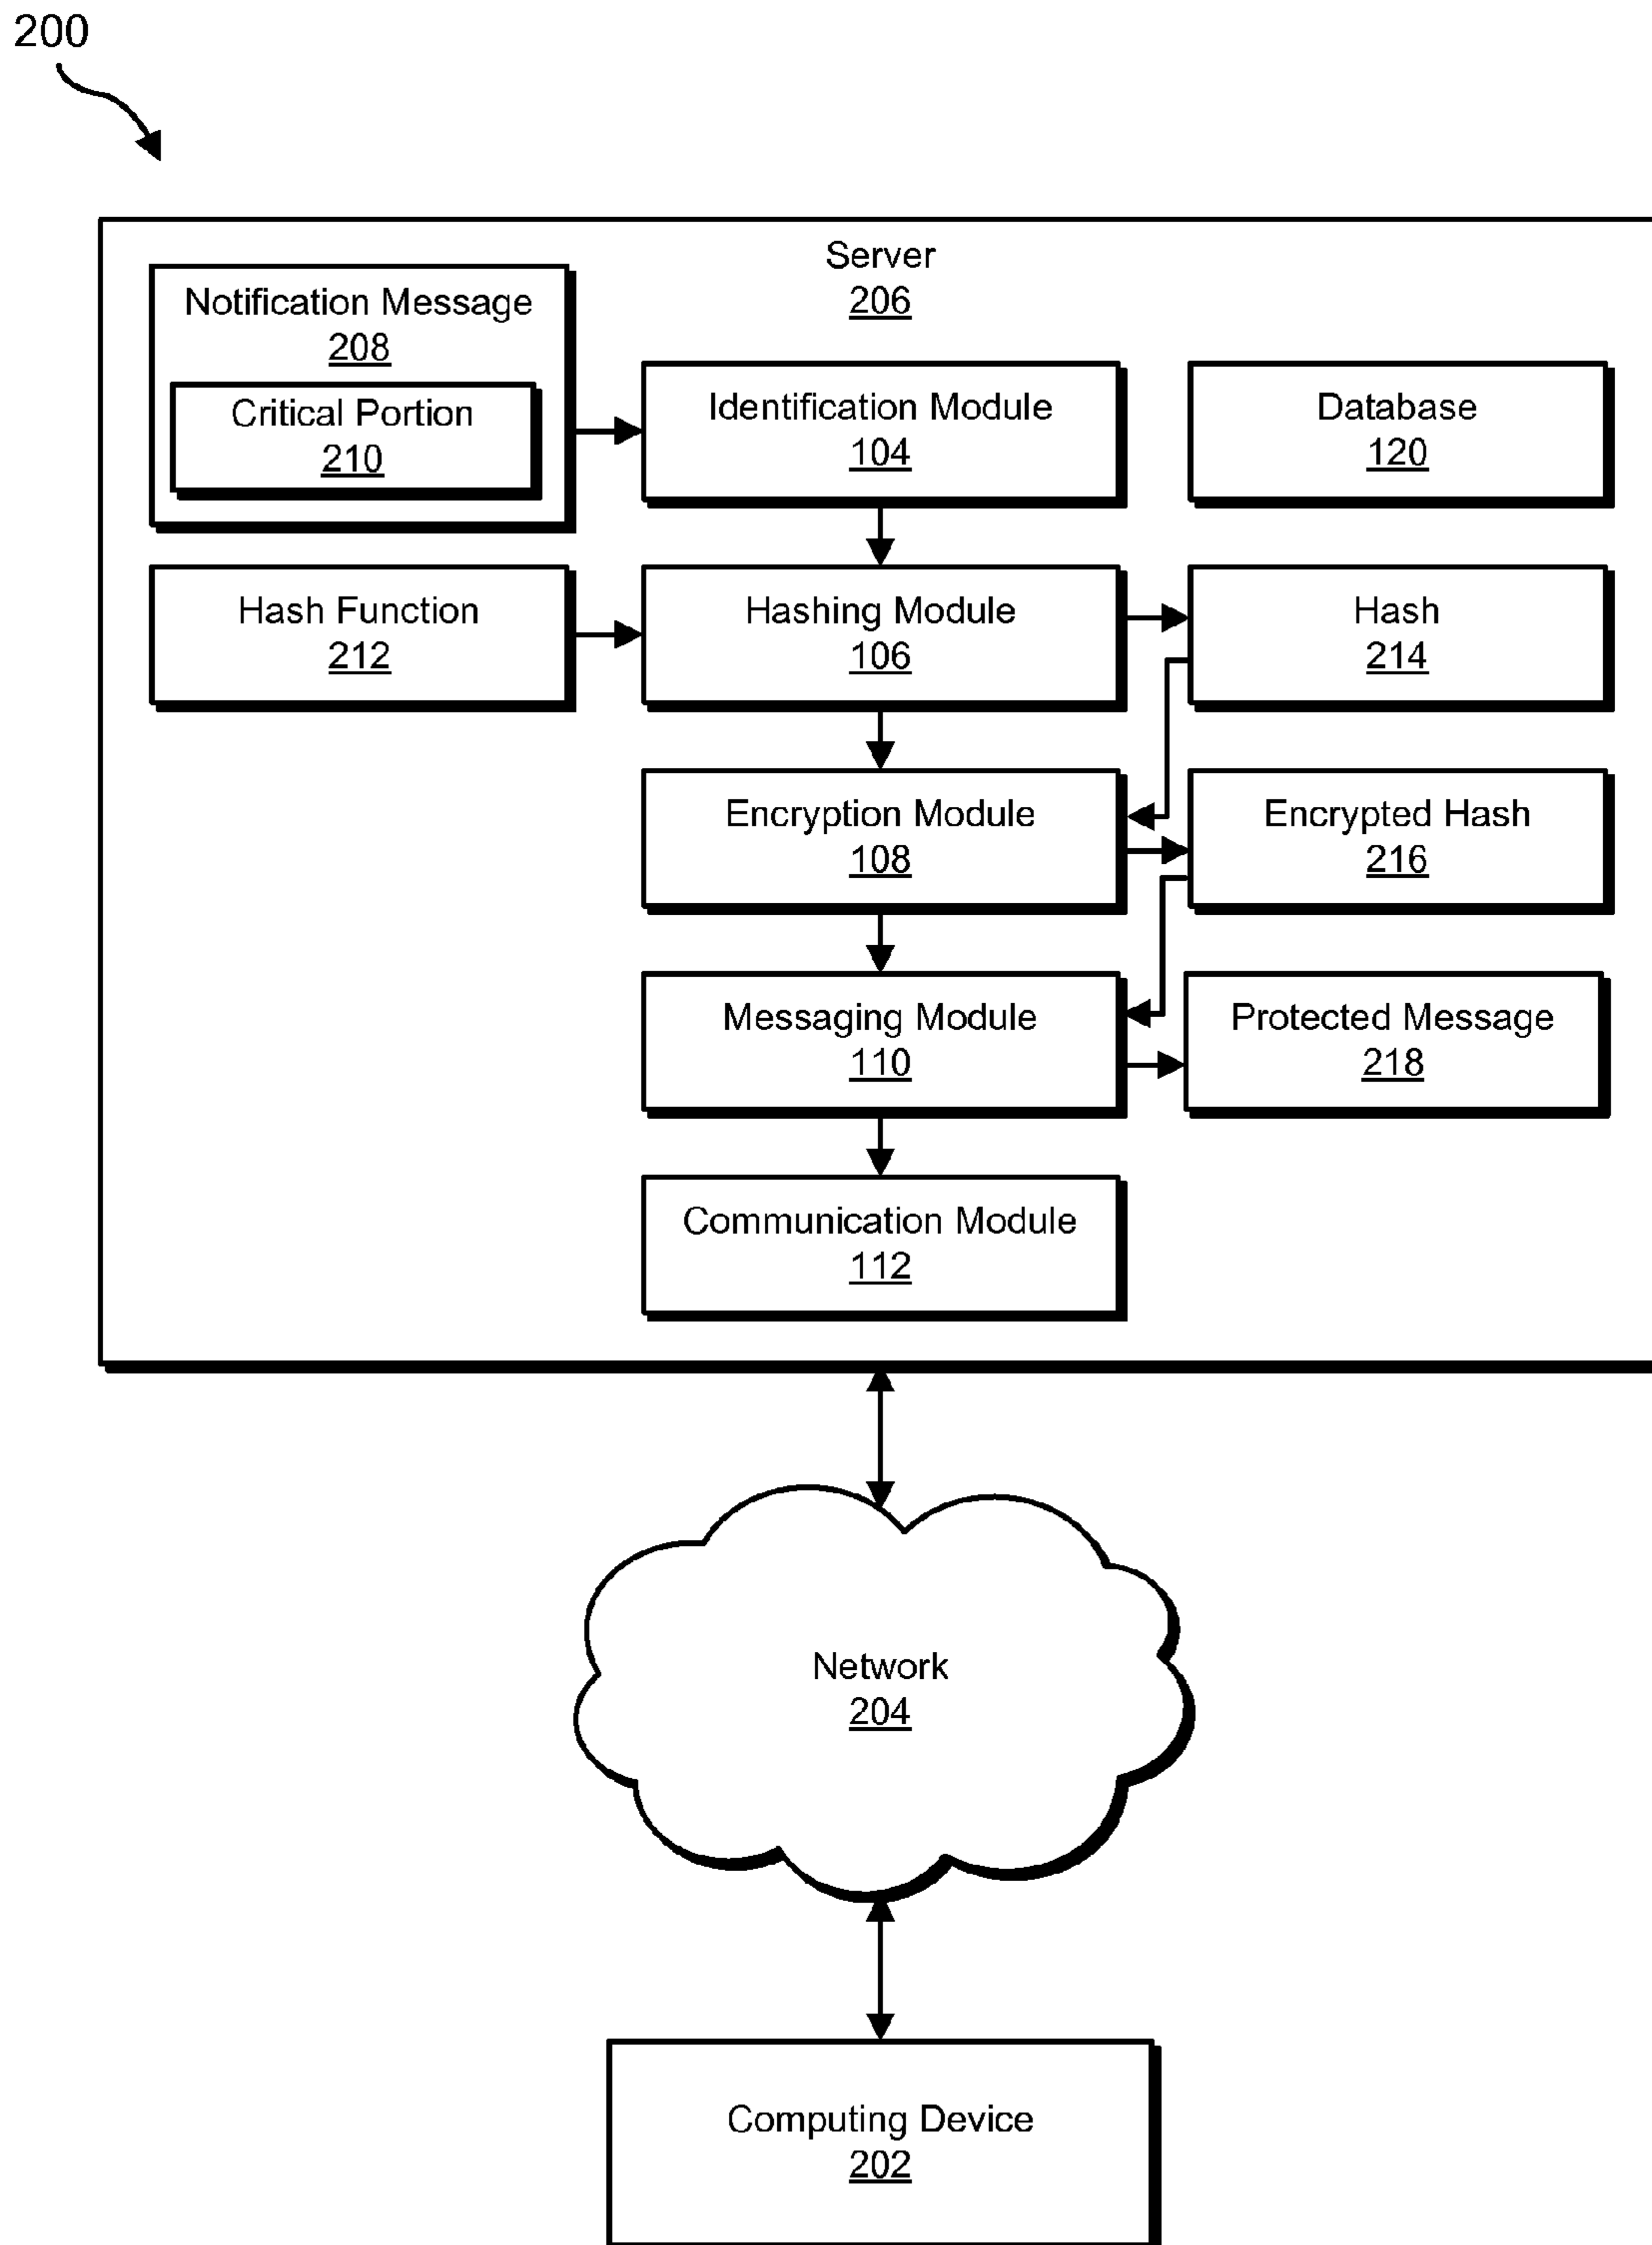 200
Server
206
Notification Message
208
Critical Portion
210
Identification Module
104
Database
120
Hash Function
212
Hashing Module
106
Hash
214
Encryption Module
108
Encrypted Hash
216
Messaging Module
110
Protected Message
218
Communication Module
112
Network
204
Computing Device
202